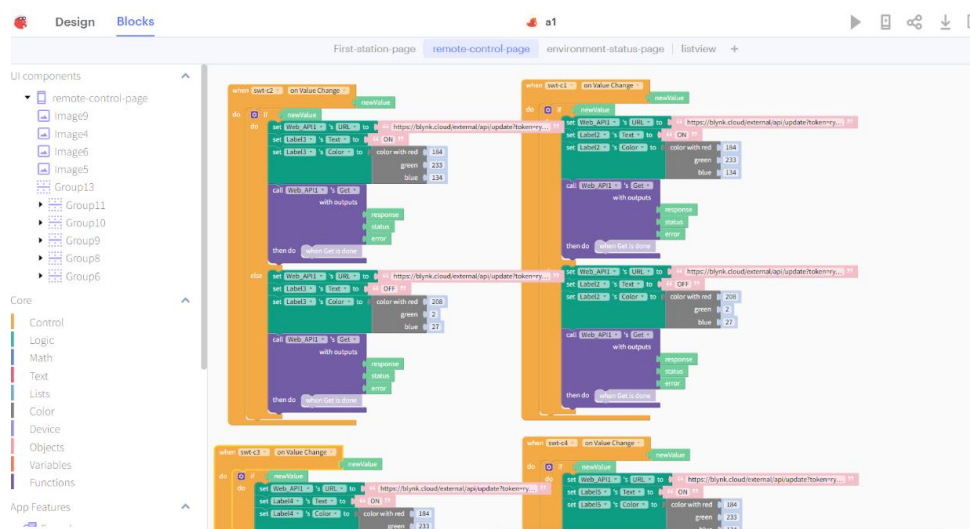 Design Blocks a1
First-station-page remote-control-page environment-status-page listview +
UI components
remote-control-page
Image9
Image4
Image6
Image5
Group13
Group11
Group10
Group9
Group8
Group6
Core
Control
Logic
Math
Text
Lists
Color
Device
Objects
Variables
Functions
App Features
when swt-c2 on Value Change
newValue
do if newValue
do set Web_API1 's URL to " https://blynk.cloud/external/api/update?token=ry... "
set Label3 's Text to " ON "
set Label3 's Color to color with red 184
green 233
blue 134
call Web_API1 's Get
with outputs
response
status
error
then do when Get is done
else set Web_API1 's URL to " https://blynk.cloud/external/api/update?token=ry... "
set Label3 's Text to " OFF "
set Label3 's Color to color with red 208
green 2
blue 27
call Web_API1 's Get
with outputs
response
status
error
then do when Get is done
when swt-c1 on Value Change
newValue
do if newValue
set Web_API1 's URL to " https://blynk.cloud/external/api/update?token=ry... "
set Label2 's Text to " ON "
set Label2 's Color to color with red 184
green 233
blue 134
call Web_API1 's Get
with outputs
response
status
error
then do when Get is done
set Web_API1 's URL to " https://blynk.cloud/external/api/update?token=ry... "
set Label2 's Text to " OFF "
set Label2 's Color to color with red 208
green 2
blue 27
call Web_API1 's Get
with outputs
response
status
error
then do when Get is done
when swt-c3 on Value Change
newValue
do if newValue
do set Web_API1 's URL to " https://blynk.cloud/external/api/update?token=ry... "
set Label4 's Text to " ON "
set Label4 's Color to color with red 184
green 233
when swt-c4 on Value Change
newValue
do if newValue
do set Web_API1 's URL to " https://blynk.cloud/external/api/update?token=ry... "
set Label5 's Text to " ON "
set Label5 's Color to color with red 184
green 233